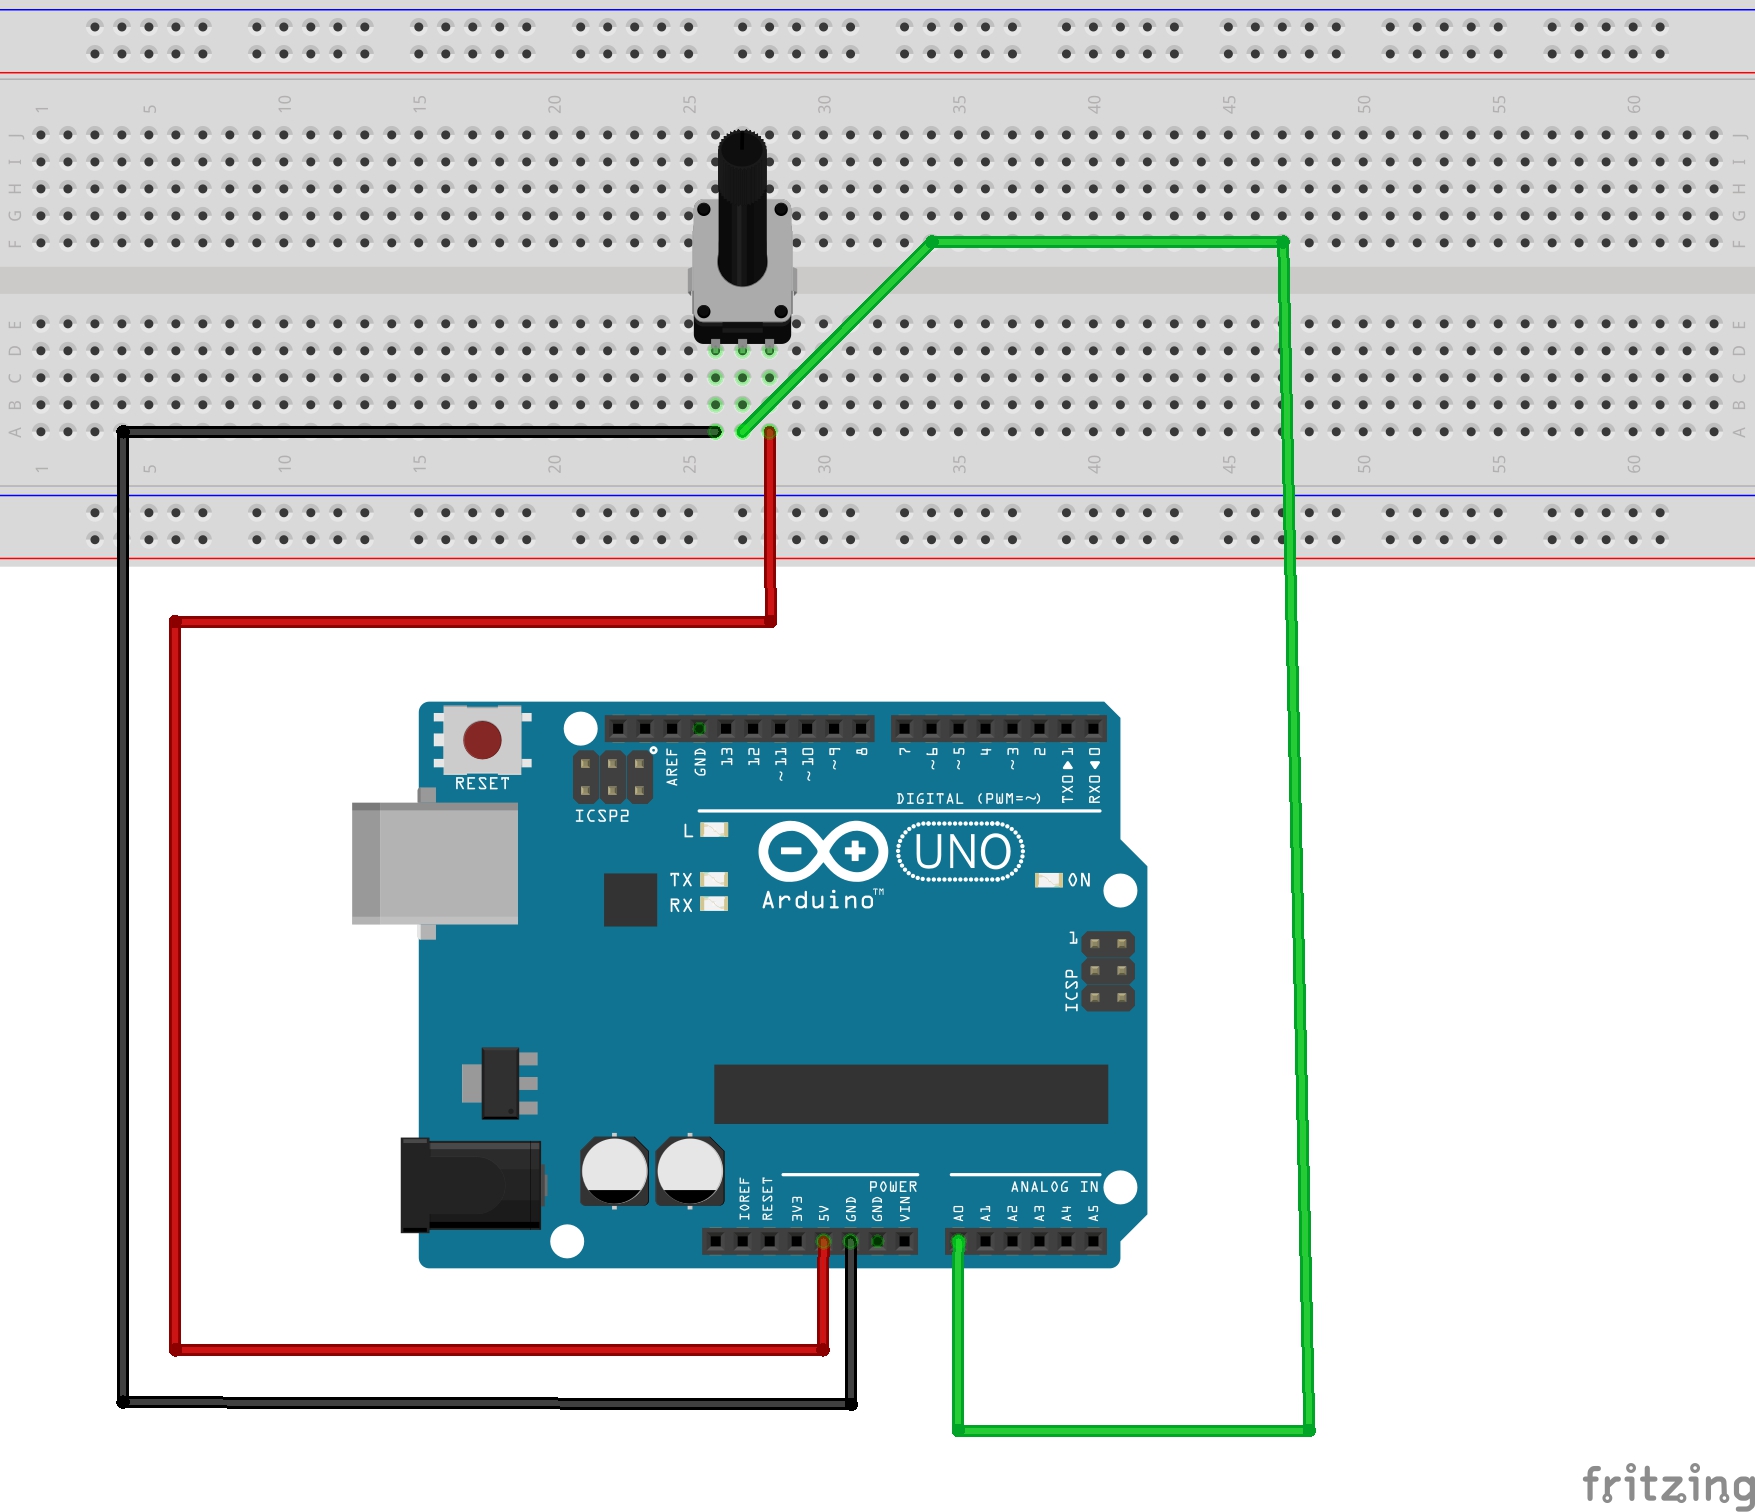 1 5 10 15 20 25 30 35 40 45 50 55 60
J J
I I
H H
G G
F F
E E
D D
C C
B B
A A
1 5 10 15 20 25 30 35 40 45 50 55 60
RESET
ICSP2
AREF
GND
13
12
~11
~10
~9
8
7
~6
~5
4
~3
2
TX0▶1
RX0◀0
DIGITAL (PWM=~)
L
TX
RX
Arduino™
UNO
ON
1
ICSP
POWER
ANALOG IN
IOREF
RESET
3V3
5V
GND
GND
VIN
A0
A1
A2
A3
A4
A5
fritzing